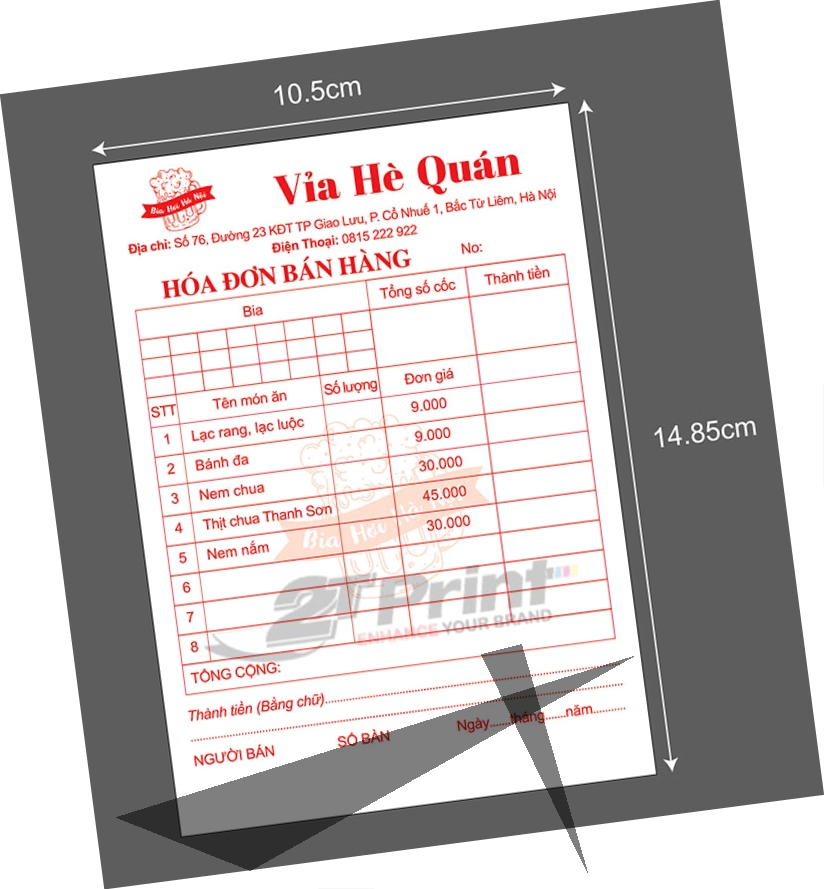 10.5cm
Bia Hơi Hà Nội
Vỉa Hè Quán
Địa chỉ: Số 76, Đường 23 KĐT TP Giao Lưu, P. Cổ Nhuế 1, Bắc Từ Liêm, Hà Nội
Điện Thoại: 0815 222 922
HÓA ĐƠN BÁN HÀNG No:
Bia Tổng số cốc Thành tiền
STT Tên món ăn Số lượng Đơn giá
1 Lạc rang, lạc luộc 9.000
2 Bánh đa 9.000
3 Nem chua 30.000
4 Thịt chua Thanh Sơn 45.000
5 Nem nắm 30.000
6
7
8
Bia Hơi Hà Nội
2T Print
ENHANCE YOUR BRAND
TỔNG CỘNG:
Thành tiền (Bằng chữ)
NGƯỜI BÁN SỐ BÀN Ngày......tháng......năm.........
14.85cm